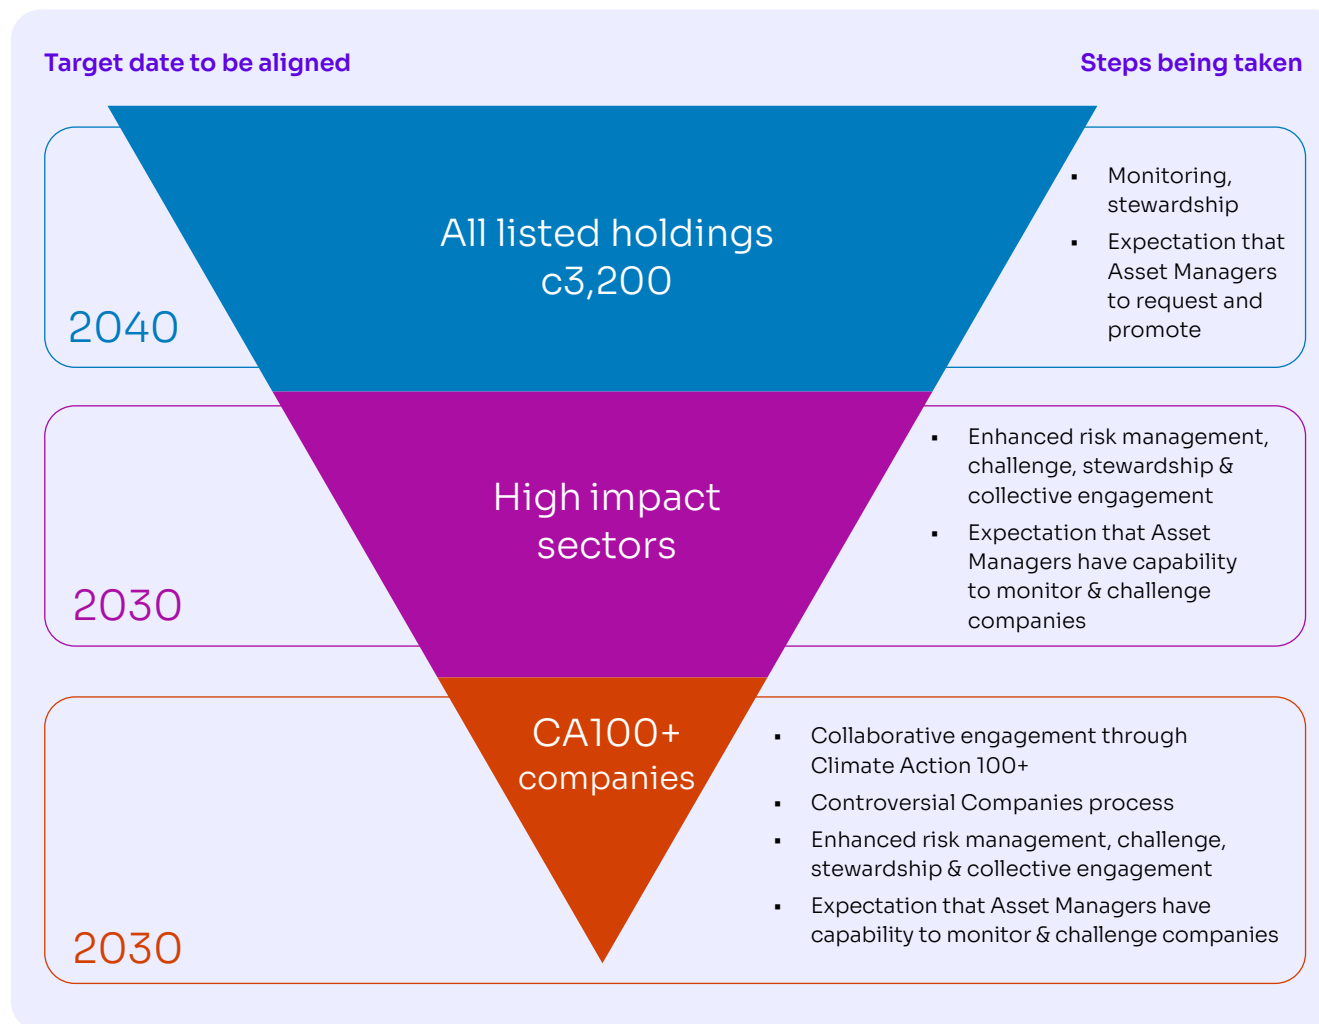 Target date to be aligned
Steps being taken
All listed holdings
c3,200
2040
▪ Monitoring,
stewardship
▪ Expectation that
Asset Managers
to request and
promote
High impact
sectors
2030
▪ Enhanced risk management,
challenge, stewardship &
collective engagement
▪ Expectation that Asset
Managers have capability
to monitor & challenge
companies
CA100+
companies
2030
▪ Collaborative engagement through
Climate Action 100+
▪ Controversial Companies process
▪ Enhanced risk management, challenge,
stewardship & collective engagement
▪ Expectation that Asset Managers have
capability to monitor & challenge companies